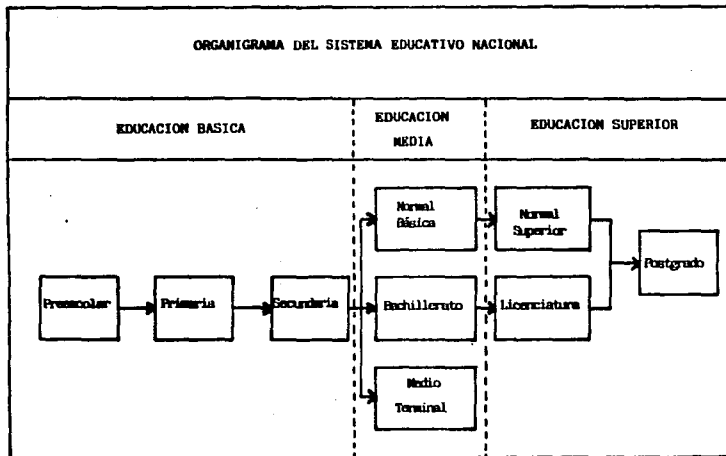 ORGANIGRAMA DEL SISTEMA EDUCATIVO NACIONAL
EDUCACION BASICA
EDUCACION
MEDIA
EDUCACION SUPERIOR
Normal
Básica
Normal
Superior
Postgrado
Preescolar
Primaria
Secundaria
Bachillerato
Licenciatura
Medio
Terminal